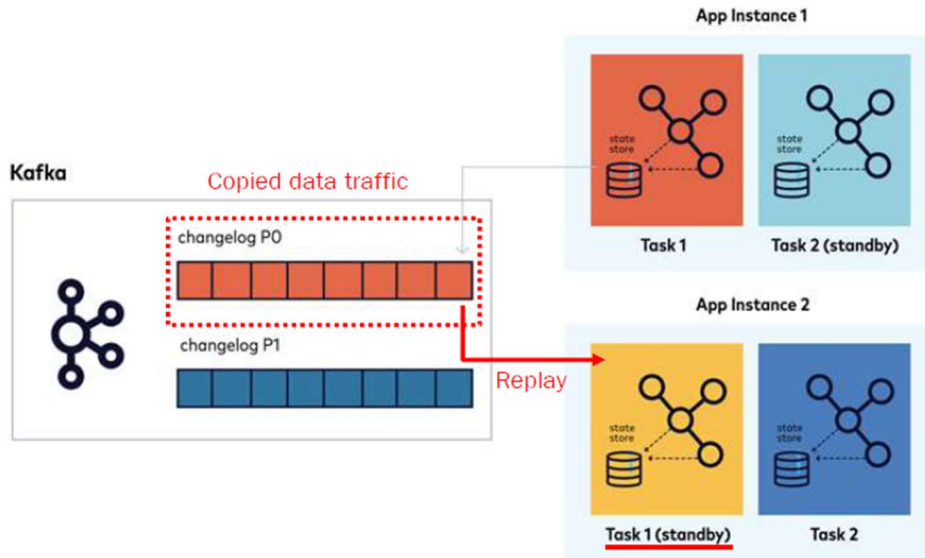 App Instance 1
state
store
state
store
Task 1
Task 2 (standby)
Kafka
Copied data traffic
changelog P0
changelog P1
Replay
App Instance 2
state
store
state
store
Task 1 (standby)
Task 2